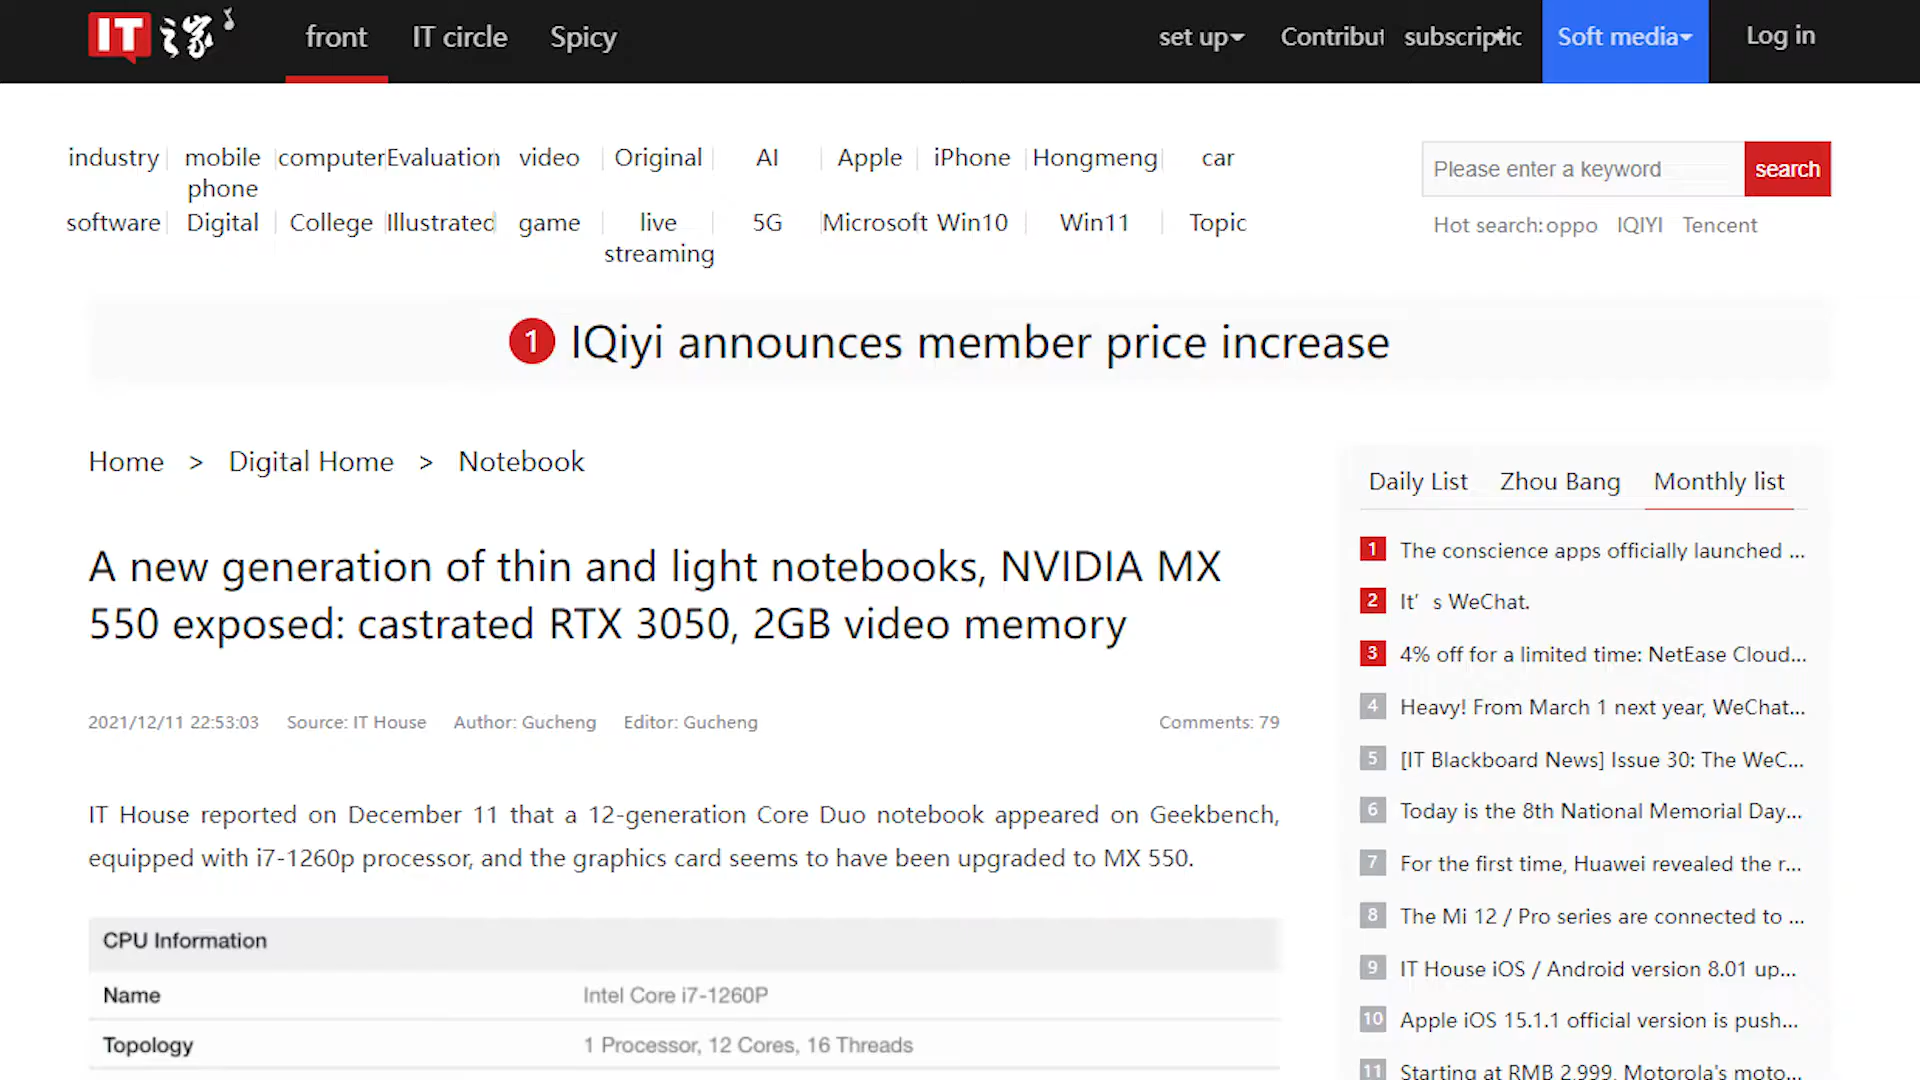 IT之家
front IT circle Spicy set up Contribut subscriptic Soft media Log in
industry mobile phone computer Evaluation video Original AI Apple iPhone Hongmeng car
software Digital College Illustrated game live streaming 5G Microsoft Win10 Win11 Topic
Please enter a keyword search
Hot search: oppo IQIYI Tencent
1 IQiyi announces member price increase
Home > Digital Home > Notebook
A new generation of thin and light notebooks, NVIDIA MX
550 exposed: castrated RTX 3050, 2GB video memory
2021/12/11 22:53:03 Source: IT House Author: Gucheng Editor: Gucheng Comments: 79
IT House reported on December 11 that a 12-generation Core Duo notebook appeared on Geekbench,
equipped with i7-1260p processor, and the graphics card seems to have been upgraded to MX 550.
CPU Information
Name Intel Core i7-1260P
Topology 1 Processor, 12 Cores, 16 Threads
Daily List Zhou Bang Monthly list
1 The conscience apps officially launched ...
2 It’ s WeChat.
3 4% off for a limited time: NetEase Cloud...
4 Heavy! From March 1 next year, WeChat...
5 [IT Blackboard News] Issue 30: The WeC...
6 Today is the 8th National Memorial Day...
7 For the first time, Huawei revealed the r...
8 The Mi 12 / Pro series are connected to ...
9 IT House iOS / Android version 8.01 up...
10 Apple iOS 15.1.1 official version is push...
11 Starting at RMB 2,999, Motorola's moto...